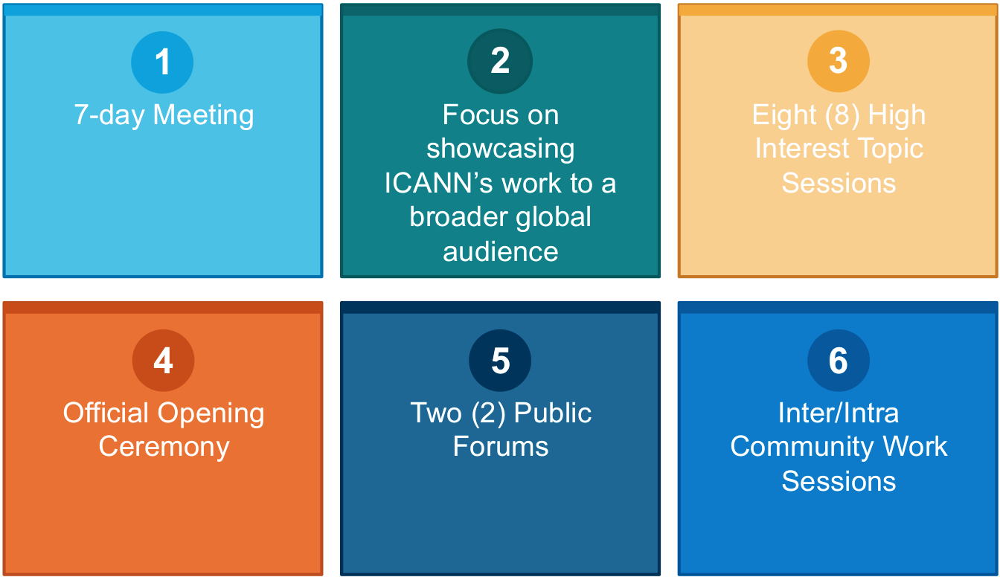 1
7-day Meeting
2
Focus on
showcasing
ICANN’s work to a
broader global
audience
3
Eight (8) High
Interest Topic
Sessions
4
Official Opening
Ceremony
5
Two (2) Public
Forums
6
Inter/Intra
Community Work
Sessions